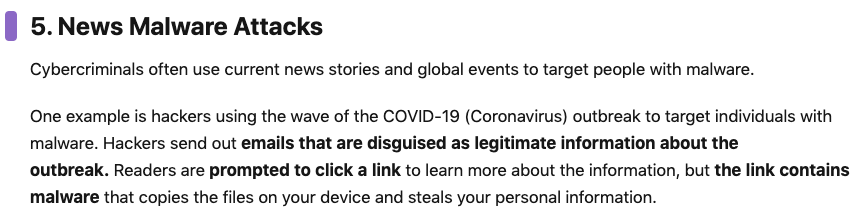 5. News Malware Attacks
Cybercriminals often use current news stories and global events to target people with malware.
One example is hackers using the wave of the COVID-19 (Coronavirus) outbreak to target individuals with
malware. Hackers send out emails that are disguised as legitimate information about the
outbreak. Readers are prompted to click a link to learn more about the information, but the link contains
malware that copies the files on your device and steals your personal information.